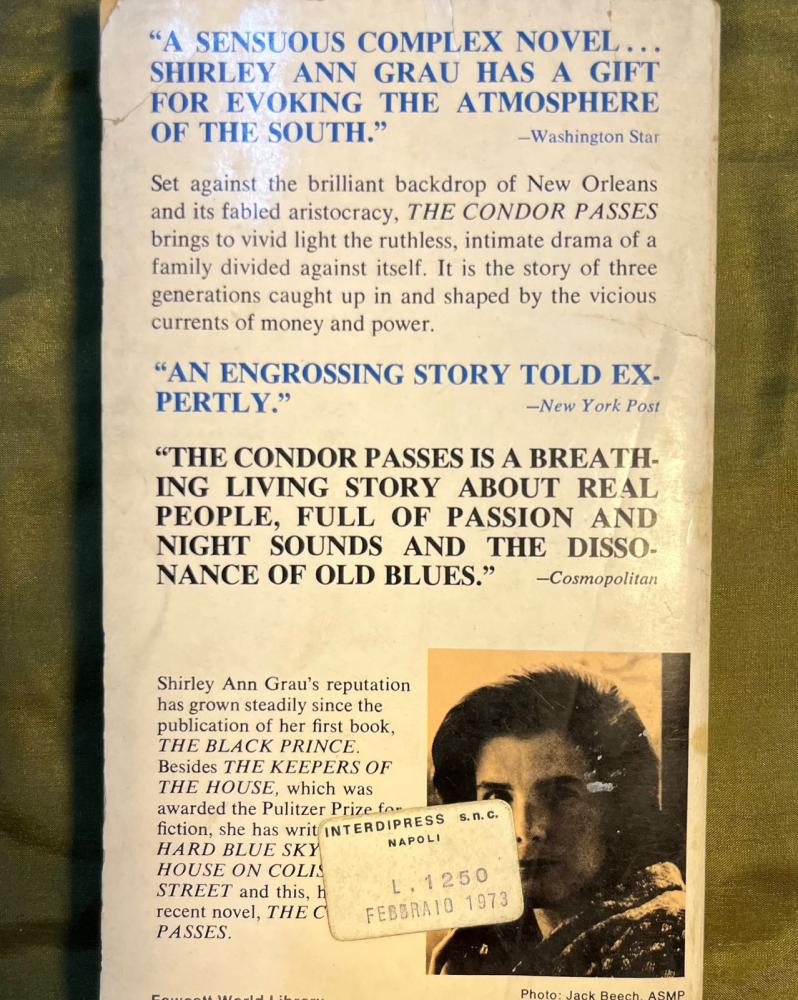 “A SENSUOUS COMPLEX NOVEL...
SHIRLEY ANN GRAU HAS A GIFT
FOR EVOKING THE ATMOSPHERE
OF THE SOUTH.” —Washington Star
Set against the brilliant backdrop of New Orleans
and its fabled aristocracy, THE CONDOR PASSES
brings to vivid light the ruthless, intimate drama of a
family divided against itself. It is the story of three
generations caught up in and shaped by the vicious
currents of money and power.
“AN ENGROSSING STORY TOLD EX-
PERTLY.” —New York Post
“THE CONDOR PASSES IS A BREATH-
ING LIVING STORY ABOUT REAL
PEOPLE, FULL OF PASSION AND
NIGHT SOUNDS AND THE DISSO-
NANCE OF OLD BLUES.” —Cosmopolitan
Shirley Ann Grau's reputation
has grown steadily since the
publication of her first book,
THE BLACK PRINCE.
Besides THE KEEPERS OF
THE HOUSE, which was
awarded the Pulitzer Prize for
fiction, she has
HARD BLUE SKY
HOUSE ON
STREET and this,
recent novel, THE
PASSES.
INTERDIPRESS s.n.c.
NAPOLI
L. 1250
FEBBRAIO 1973
Photo: Jack Beech, ASMP
Fawcett World Library